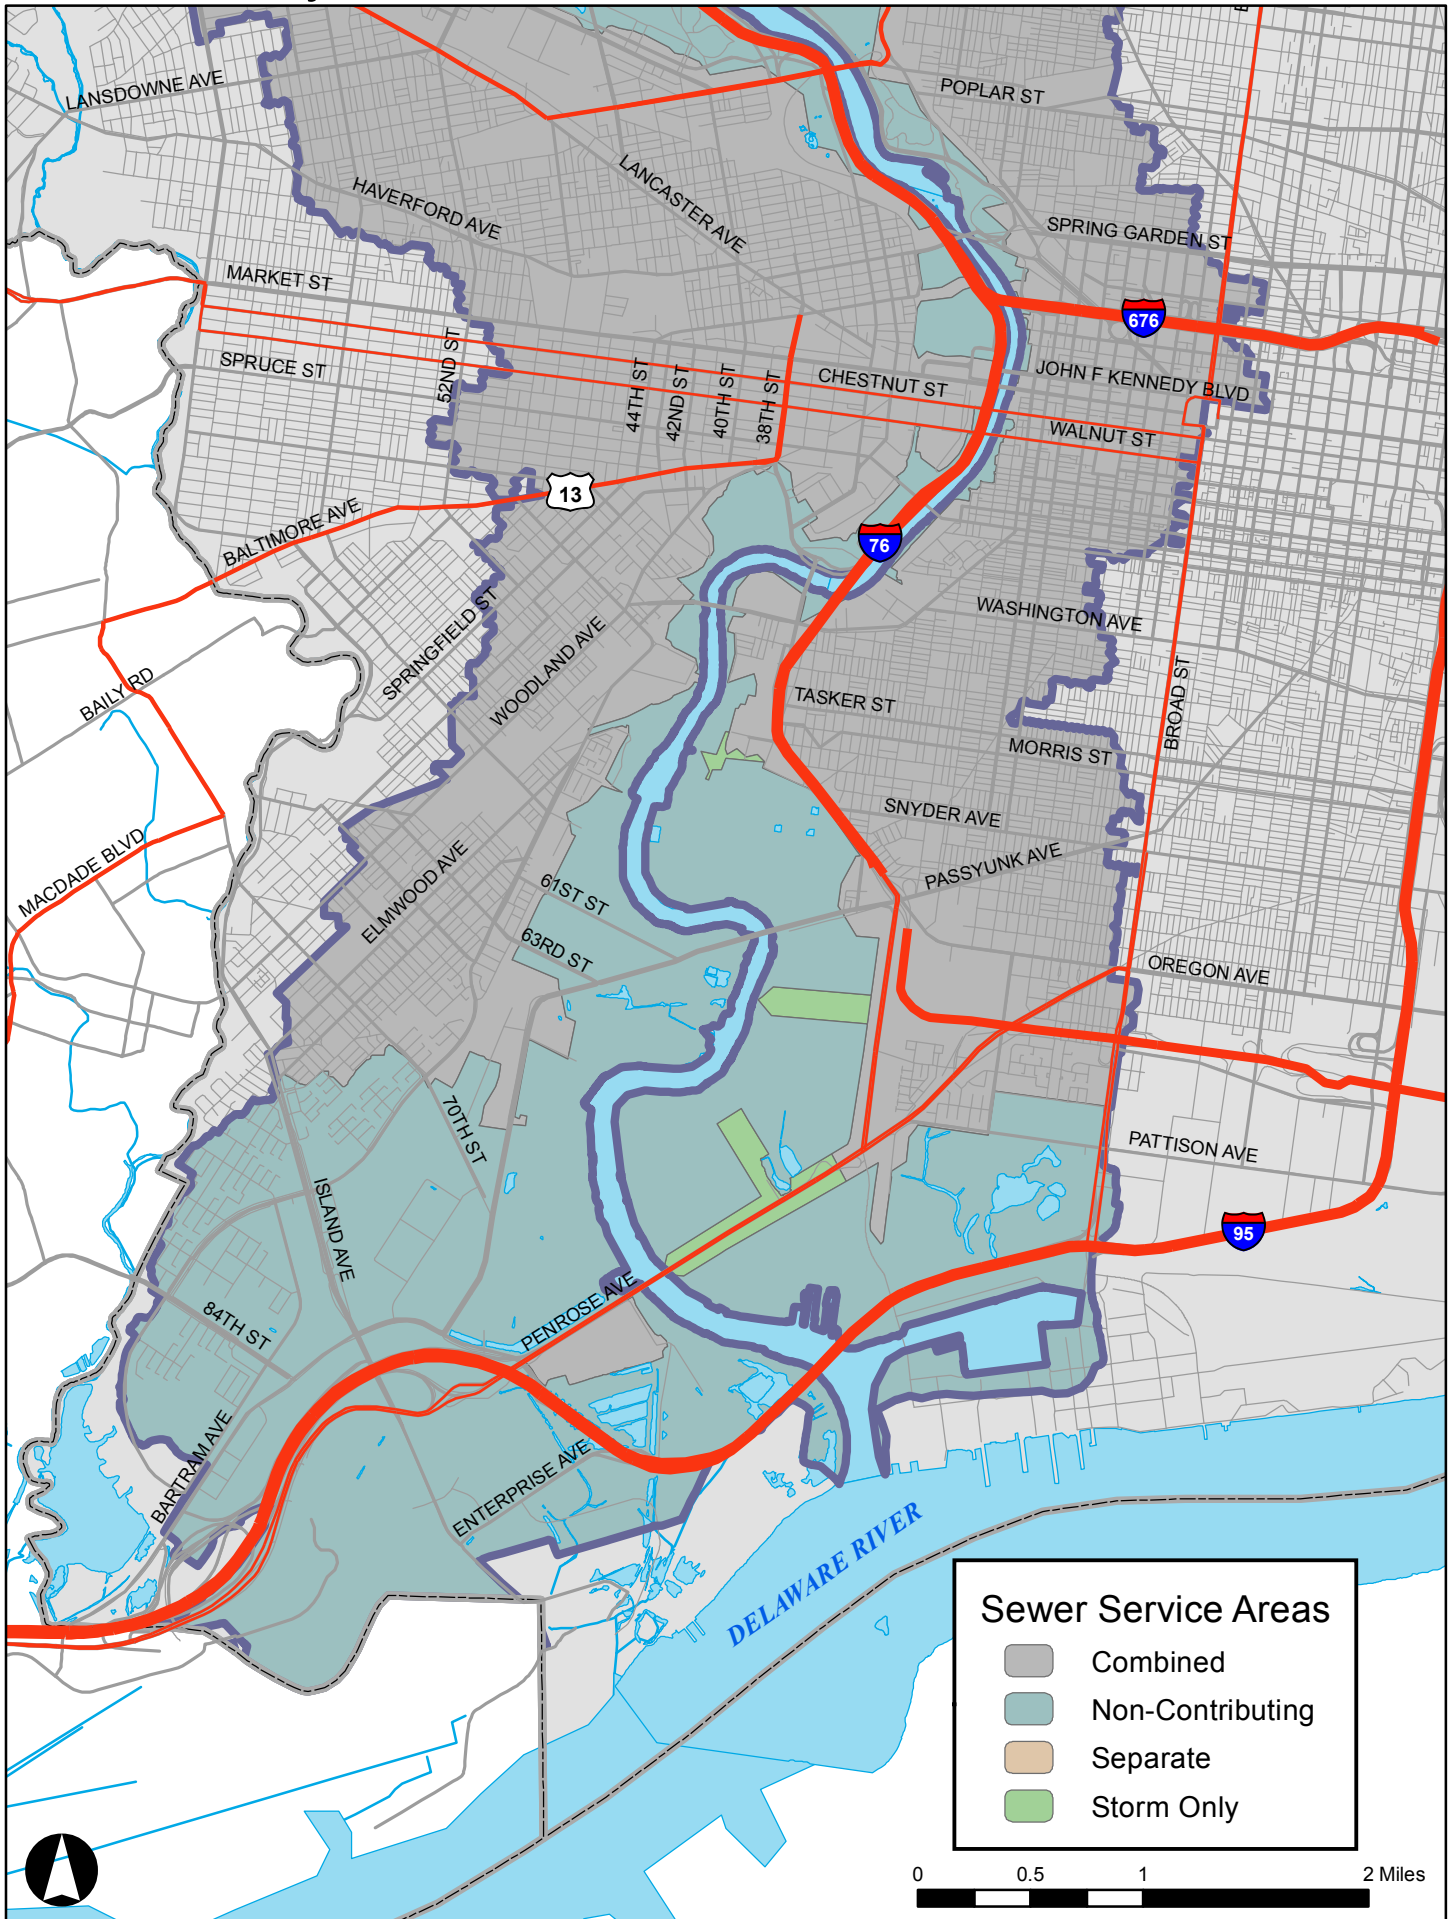 LANSDOWNE AVE
POPLAR ST
LANCASTER AVE
HAVERFORD AVE
SPRING GARDEN ST
MARKET ST
676
SPRUCE ST
52ND ST
44TH ST
42ND ST
40TH ST
38TH ST
CHESTNUT ST
JOHN F KENNEDY BLVD
WALNUT ST
13
BALTIMORE AVE
76
SPRINGFIELD ST
WOODLAND AVE
WASHINGTON AVE
BAILY RD
TASKER ST
BROAD ST
MORRIS ST
SNYDER AVE
MACDADE BLVD
ELMWOOD AVE
61ST ST
PASSYUNK AVE
63RD ST
OREGON AVE
70TH ST
PATTISON AVE
ISLAND AVE
95
84TH ST
PENROSE AVE
BARTRAM AVE
ENTERPRISE AVE
DELAWARE RIVER
Sewer Service Areas
Combined
Non-Contributing
Separate
Storm Only
0 0.5 1 2 Miles